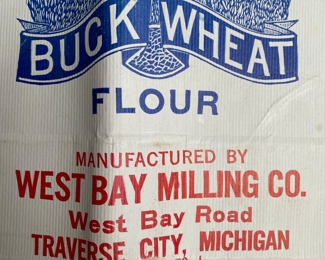 BUCK WHEAT
FLOUR
MANUFACTURED BY
WEST BAY MILLING CO.
West Bay Road
TRAVERSE CITY, MICHIGAN